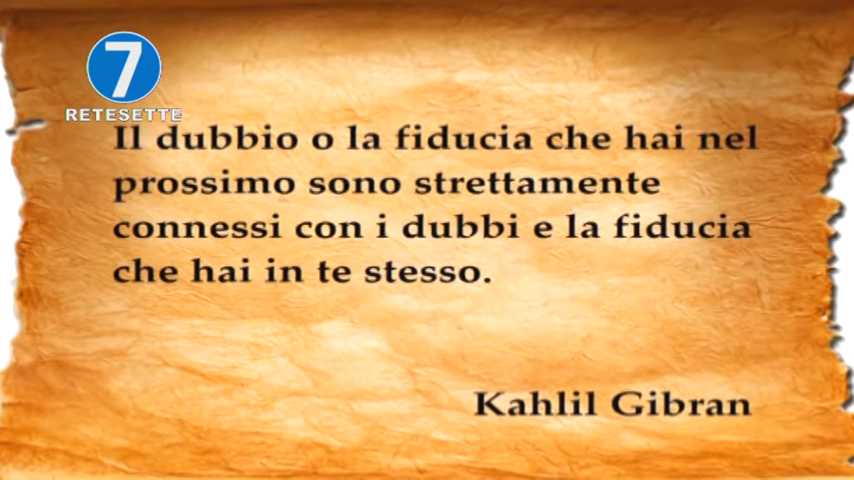 7
RETESETTE
Il dubbio o la fiducia che hai nel
prossimo sono strettamente
connessi con i dubbi e la fiducia
che hai in te stesso.
Kahlil Gibran